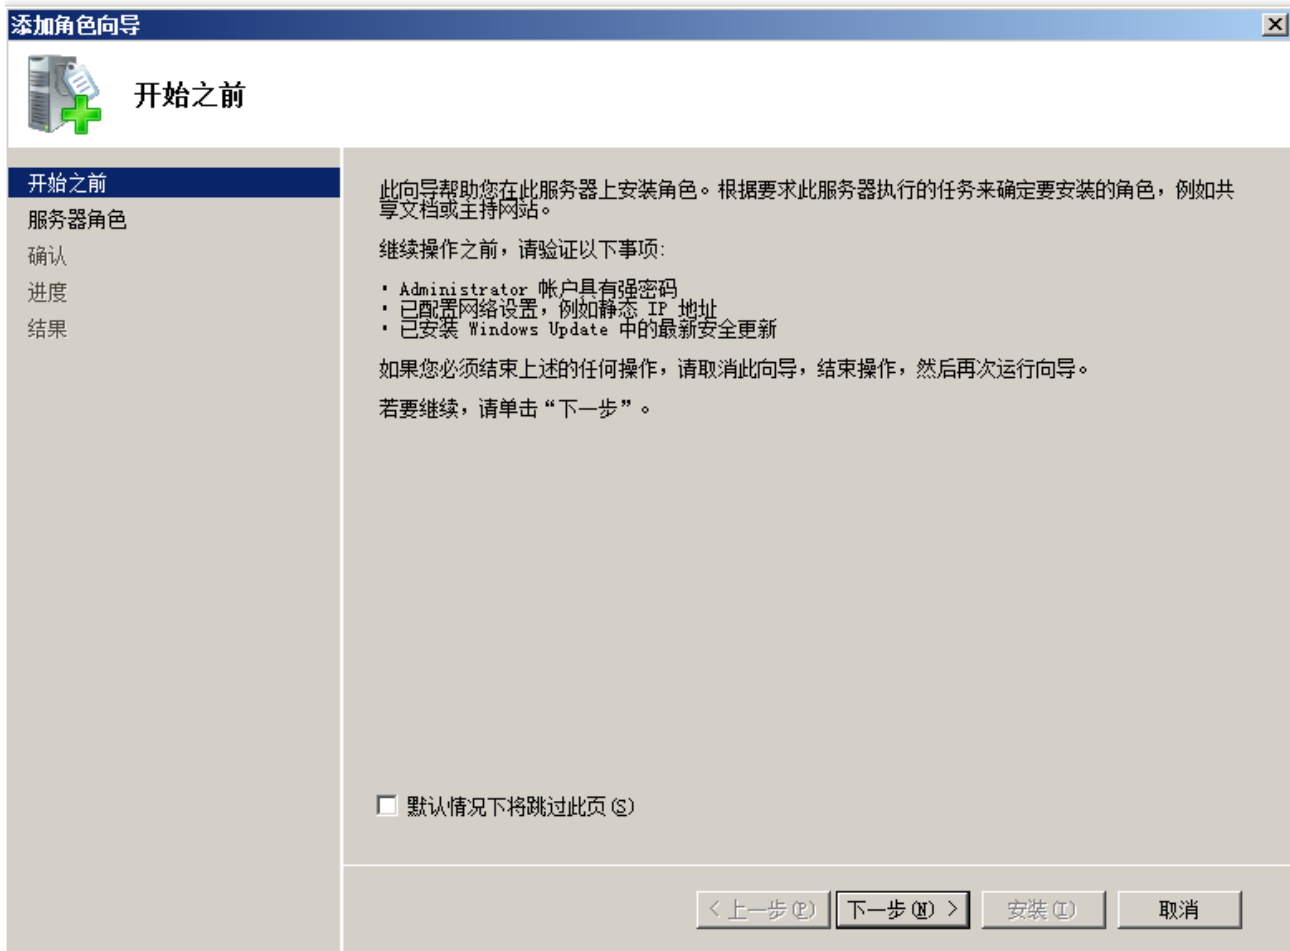 添加角色向导
开始之前
开始之前
服务器角色
确认
进度
结果
此向导帮助您在此服务器上安装角色。根据要求此服务器执行的任务来确定要安装的角色，例如共
享文档或主持网站。
继续操作之前，请验证以下事项:
· Administrator 帐户具有强密码
· 已配置网络设置，例如静态 IP 地址
· 已安装 Windows Update 中的最新安全更新
如果您必须结束上述的任何操作，请取消此向导，结束操作，然后再次运行向导。
若要继续，请单击“下一步”。
默认情况下将跳过此页(S)
< 上一步(P) 下一步(N) > 安装(I) 取消